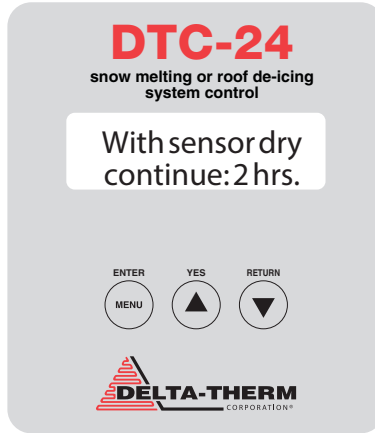 DTC-24
snow melting or roof de-icing
system control
With sensor dry
continue: 2 hrs.
ENTER YES RETURN
MENU
DELTA-THERM
CORPORATION®